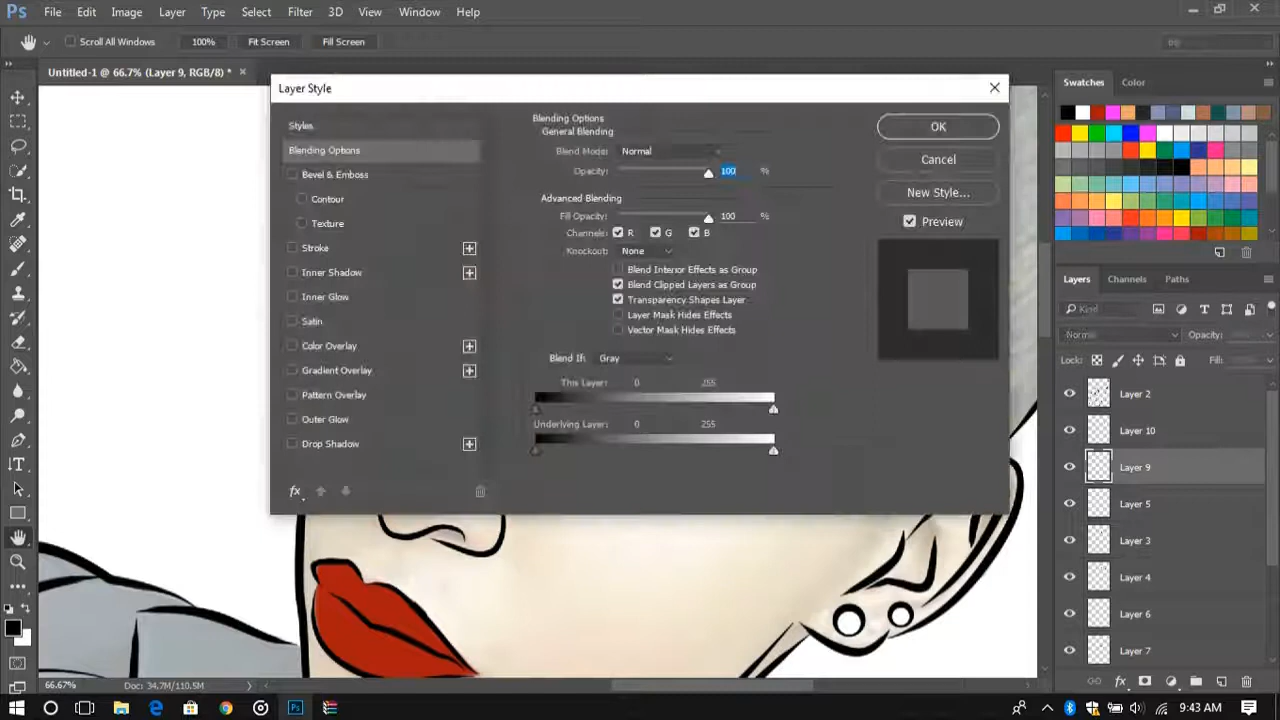 Ps File Edit Image Layer Type Select Filter 3D View Window Help
Scroll All Windows 100% Fit Screen Fill Screen
Untitled-1 @ 66.7% (Layer 9, RGB/8) *
Layer Style
Styles
Blending Options
Bevel & Emboss
Contour
Texture
Stroke
Inner Shadow
Inner Glow
Satin
Color Overlay
Gradient Overlay
Pattern Overlay
Outer Glow
Drop Shadow
fx
Blending Options
General Blending
Blend Mode: Normal
Opacity: 100 %
Advanced Blending
Fill Opacity: 100 %
Channels: R G B
Knockout: None
Blend Interior Effects as Group
Blend Clipped Layers as Group
Transparency Shapes Layer
Layer Mask Hides Effects
Vector Mask Hides Effects
Blend If: Gray
This Layer: 0 255
Underlying Layer: 0 255
OK
Cancel
New Style...
Preview
Swatches Color
Layers Channels Paths
Kind
Normal Opacity:
Lock: Fill:
Layer 2
Layer 10
Layer 9
Layer 5
Layer 3
Layer 4
Layer 6
Layer 7
fx
66.67% Doc: 34.7M/110.5M
Ps 9:43 AM